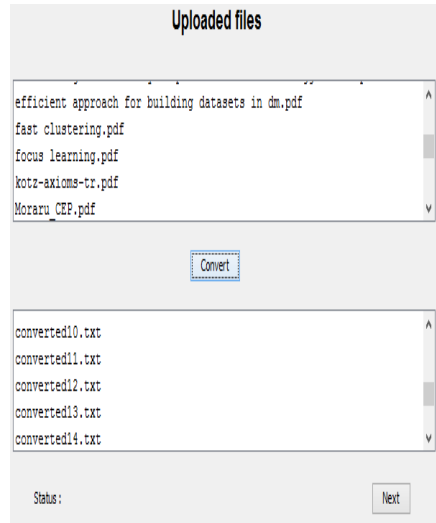 Uploaded files
efficient approach for building datasets in dm.pdf
fast clustering.pdf
focus learning.pdf
kotz-axioms-tr.pdf
Moraru_CEP.pdf
Convert
converted10.txt
converted11.txt
converted12.txt
converted13.txt
converted14.txt
Status :
Next